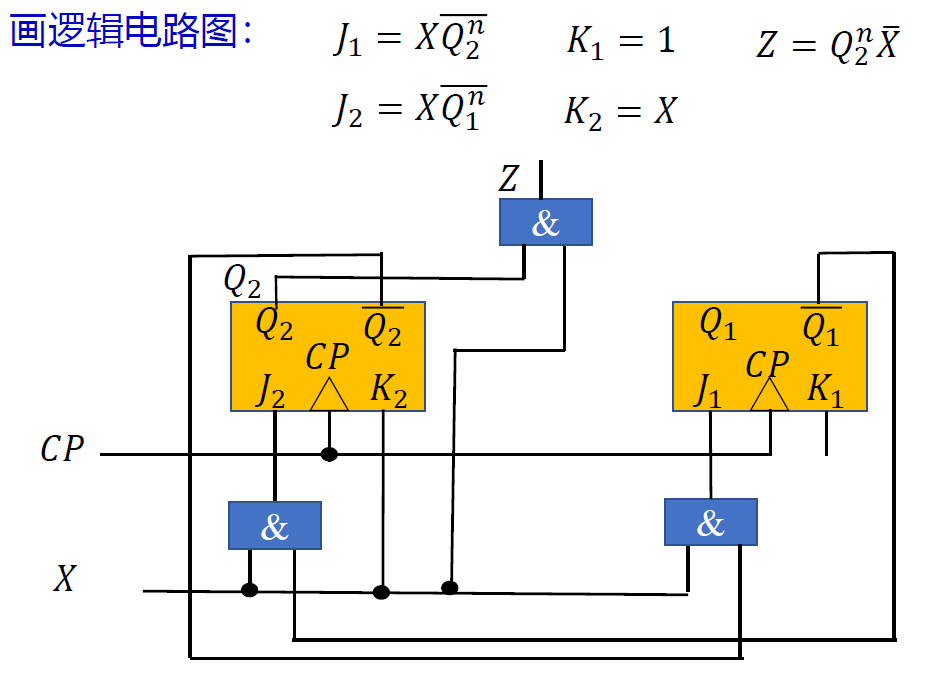 画逻辑电路图：
$J_1 = X\overline{Q_2^n}$ $K_1 = 1$ $Z = Q_2^n \bar{X}$
$J_2 = X\overline{Q_1^n}$ $K_2 = X$
$Z$
&
$Q_2$
$Q_2$ $\overline{Q_2}$ $Q_1$ $\overline{Q_1}$
$CP$ $CP$
$J_2$ $K_2$ $J_1$ $K_1$
$CP$
& &
$X$